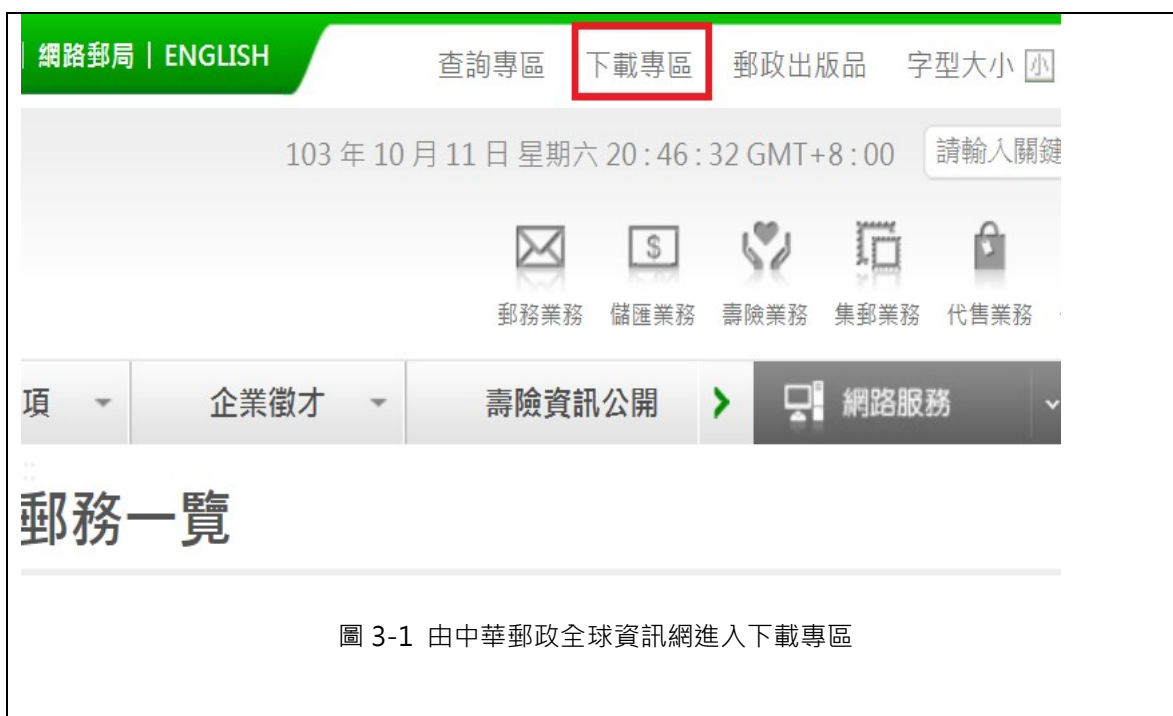 網路郵局 | ENGLISH 查詢專區 下載專區 郵政出版品 字型大小 小
103 年 10 月 11 日 星期六 20 : 46 : 32 GMT+8 : 00 請輸入關鍵
郵務業務 儲匯業務 壽險業務 集郵業務 代售業務
項 企業徵才 壽險資訊公開 網路服務
郵務一覽
圖 3-1 由中華郵政全球資訊網進入下載專區